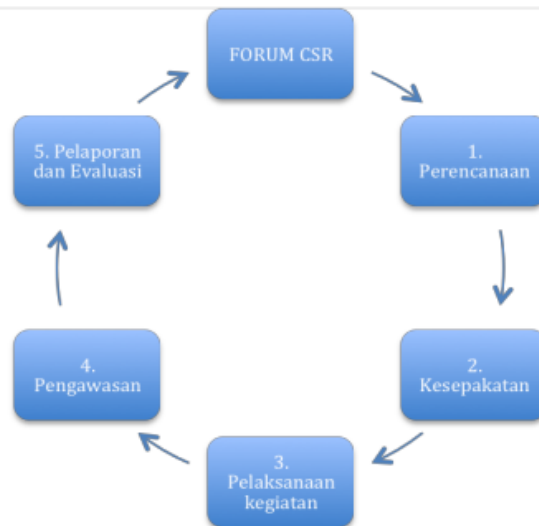 FORUM CSR
1.
Perencanaan
2.
Kesepakatan
3.
Pelaksanaan
kegiatan
4.
Pengawasan
5. Pelaporan
dan Evaluasi